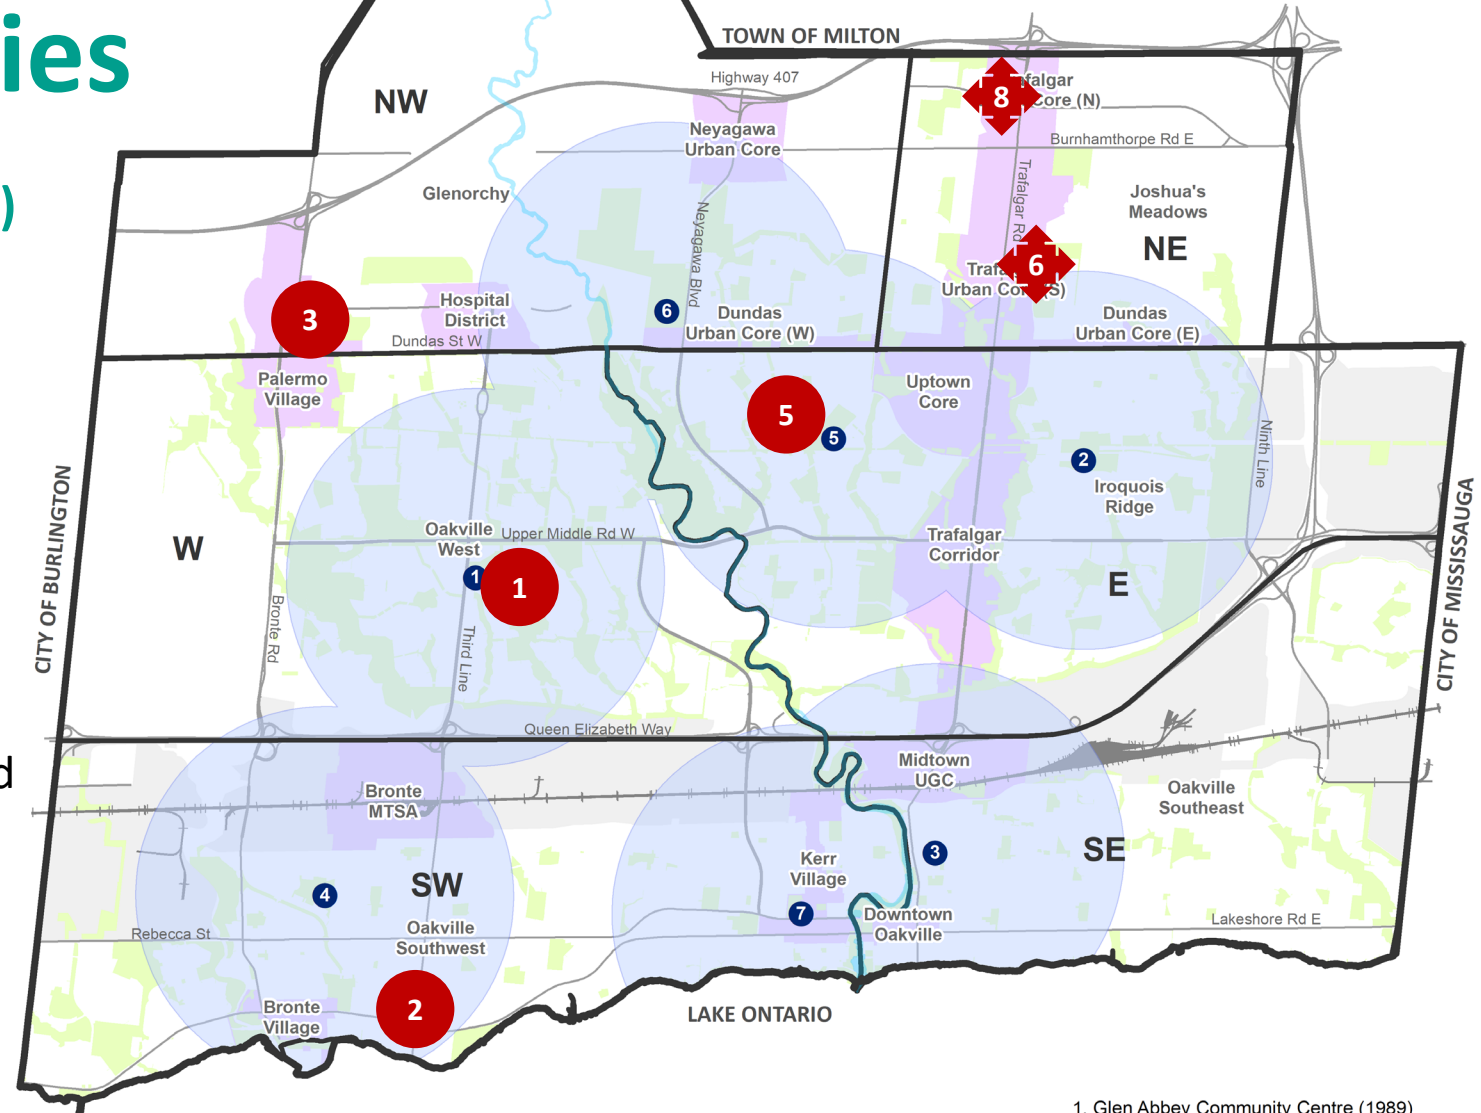 ies
)
d
TOWN OF MILTON
Highway 407
NW
8
falgar
Core (N)
Neyagawa
Urban Core
Burnhamthorpe Rd E
Glenorchy
Trafalgar Rd
Joshua's
Meadows
NE
Neyagawa Blvd
6
Urban Co
S)
3
Hospital
District
6
Dundas
Urban Core (W)
Dundas
Urban Core (E)
Dundas St W
Palermo
Village
Uptown
Core
5
5
2
Iroquois
Ridge
Ninth Line
CITY OF BURLINGTON
CITY OF MISSISSAUGA
W
Oakville
West
Upper Middle Rd W
Trafalgar
Corridor
E
1
1
Bronte Rd
Third Line
Queen Elizabeth Way
Bronte
MTSA
Midtown
UGC
Oakville
Southeast
SW
4
Kerr
Village
3
SE
7
Downtown
Oakville
Rebecca St
Oakville
Southwest
Lakeshore Rd E
Bronte
Village
2
LAKE ONTARIO
1. Glen Abbey Community Centre (1989)